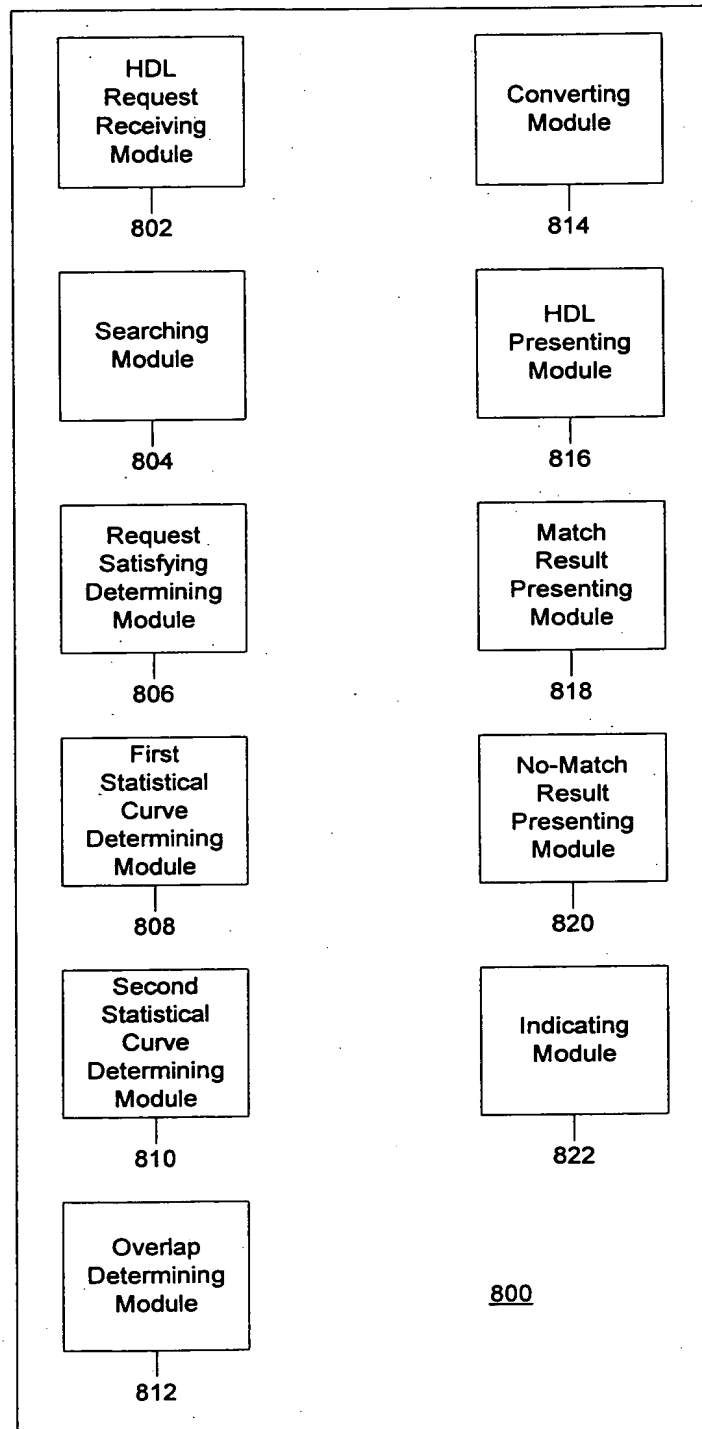 HDL
Request
Receiving
Module
802
Searching
Module
804
Request
Satisfying
Determining
Module
806
First
Statistical
Curve
Determining
Module
808
Second
Statistical
Curve
Determining
Module
810
Overlap
Determining
Module
812
Converting
Module
814
HDL
Presenting
Module
816
Match
Result
Presenting
Module
818
No-Match
Result
Presenting
Module
820
Indicating
Module
822
800